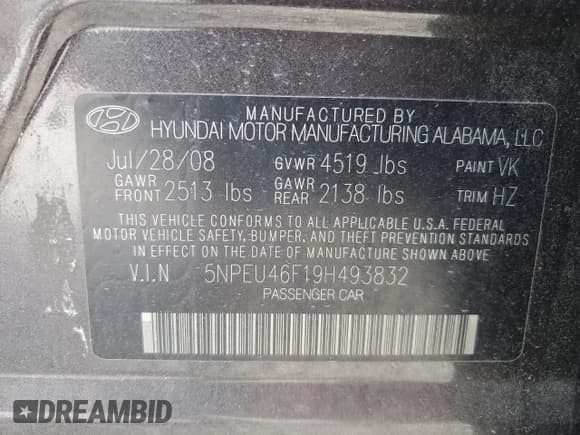 MANUFACTURED BY
HYUNDAI MOTOR MANUFACTURING ALABAMA, LLC
Jul/28/08 GVWR 4519 lbs PAINT VK
GAWR FRONT 2513 lbs GAWR REAR 2138 lbs TRIM HZ
THIS VEHICLE CONFORMS TO ALL APPLICABLE U.S.A. FEDERAL
MOTOR VEHICLE SAFETY, BUMPER, AND THEFT PREVENTION STANDARDS
IN EFFECT ON THE DATE OF MANUFACTURE SHOWN ABOVE
V.I.N 5NPEU46F19H493832
PASSENGER CAR
DREAMBID